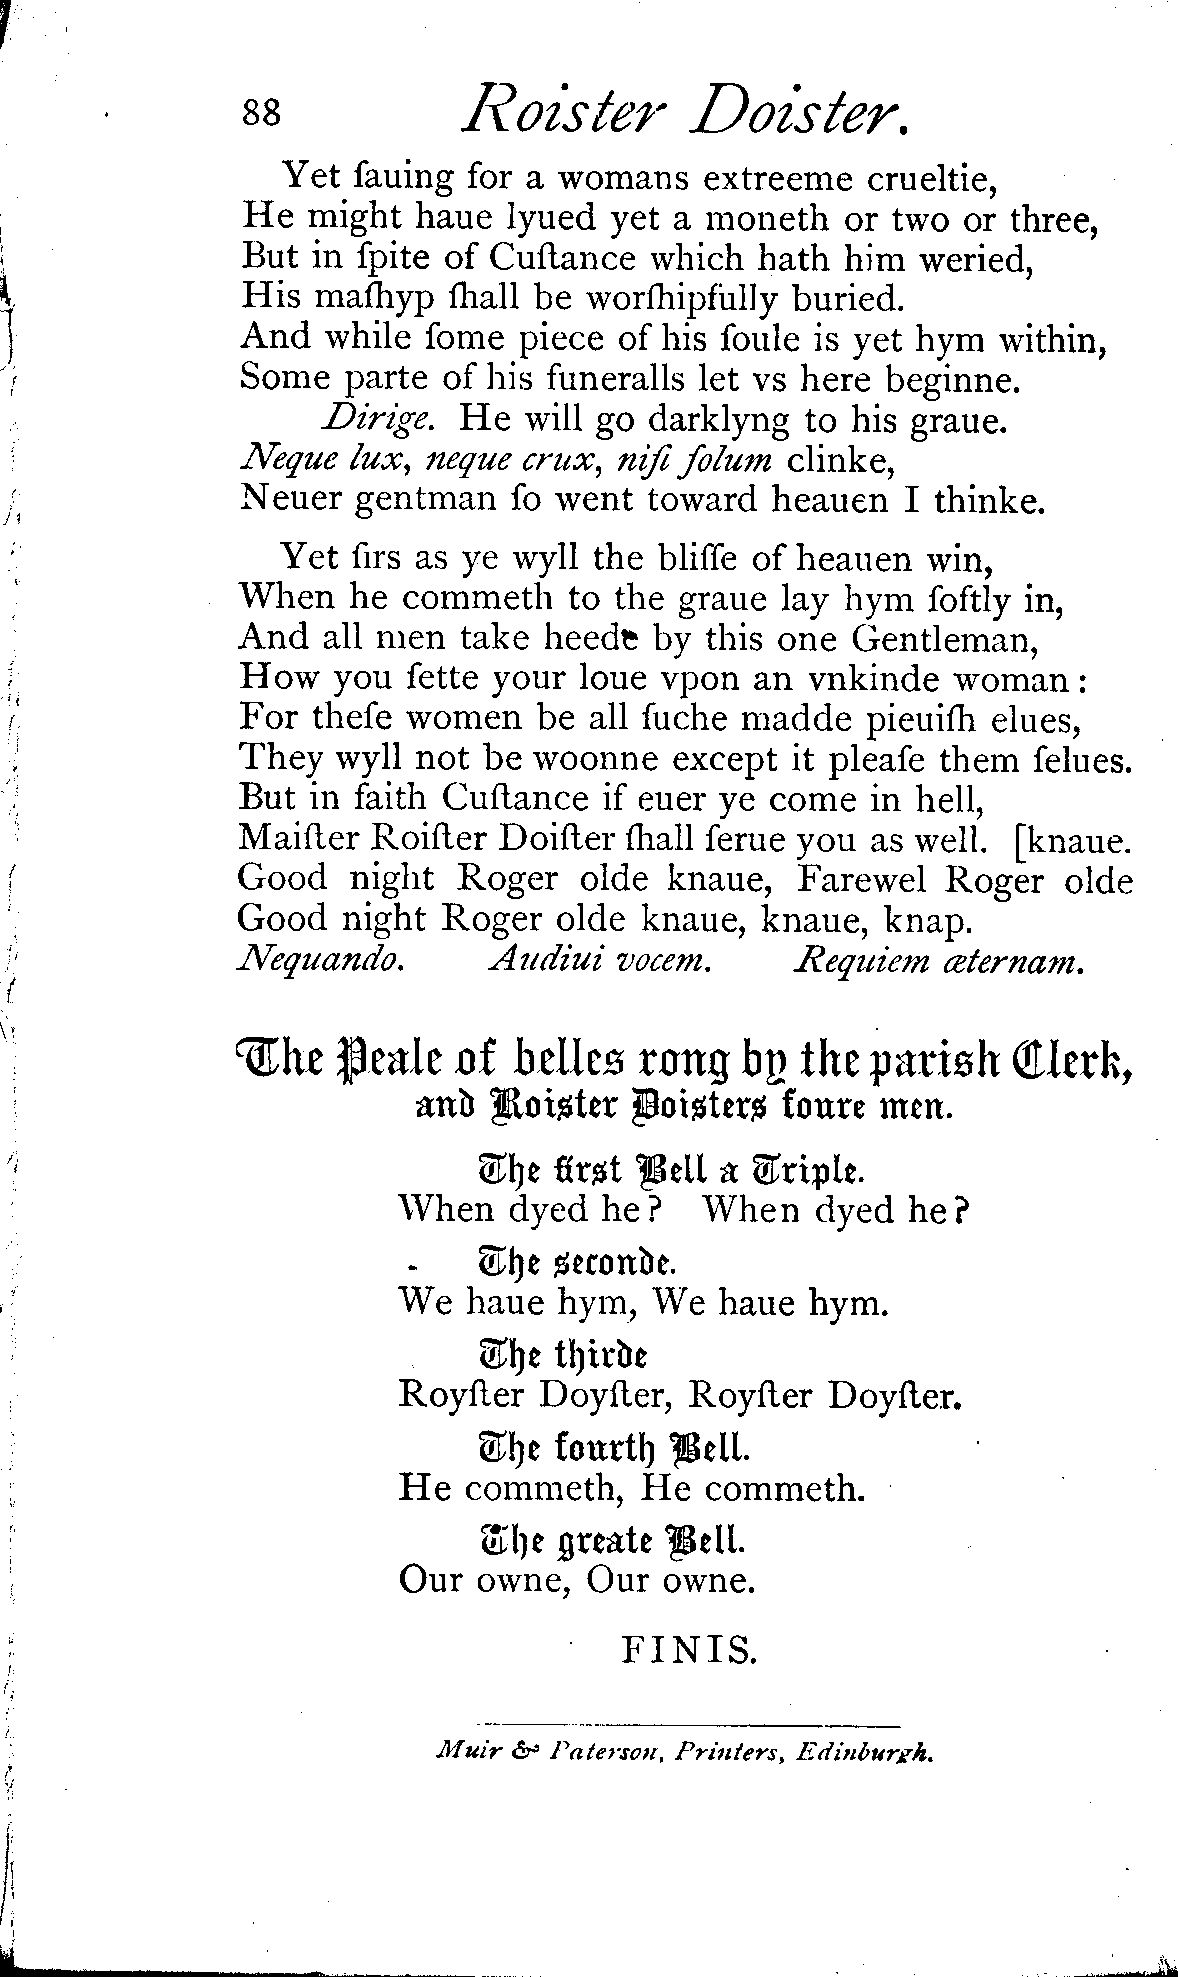 88 Roister Doister.
Yet ſauing for a womans extreeme crueltie,
He might haue lyued yet a moneth or two or three,
But in ſpite of Cuſtance which hath him weried,
His maſhyp ſhall be worſhipfully buried.
And while ſome piece of his ſoule is yet hym within,
Some parte of his funeralls let vs here beginne.
Dirige. He will go darklyng to his graue.
Neque lux, neque crux, niſi ſolum clinke,
Neuer gentman ſo went toward heauen I thinke.
Yet ſirs as ye wyll the bliſſe of heauen win,
When he commeth to the graue lay hym ſoftly in,
And all men take heede by this one Gentleman,
How you ſette your loue vpon an vnkinde woman :
For theſe women be all ſuche madde pieuiſh elues,
They wyll not be woonne except it pleaſe them ſelues.
But in faith Cuſtance if euer ye come in hell,
Maiſter Roiſter Doiſter ſhall ſerue you as well. [knaue.
Good night Roger olde knaue, Farewel Roger olde
Good night Roger olde knaue, knaue, knap.
Nequando. Audiui vocem. Requiem æternam.
The Peale of belles rong by the parish Clerk,
and Roister Doisters foure men.
The first Bell a Triple.
When dyed he? When dyed he?
The seconde.
We haue hym, We haue hym.
The thirde
Royſter Doyſter, Royſter Doyſter.
The fourth Bell.
He commeth, He commeth.
The greate Bell.
Our owne, Our owne.
FINIS.
Muir & Paterson, Printers, Edinburgh.